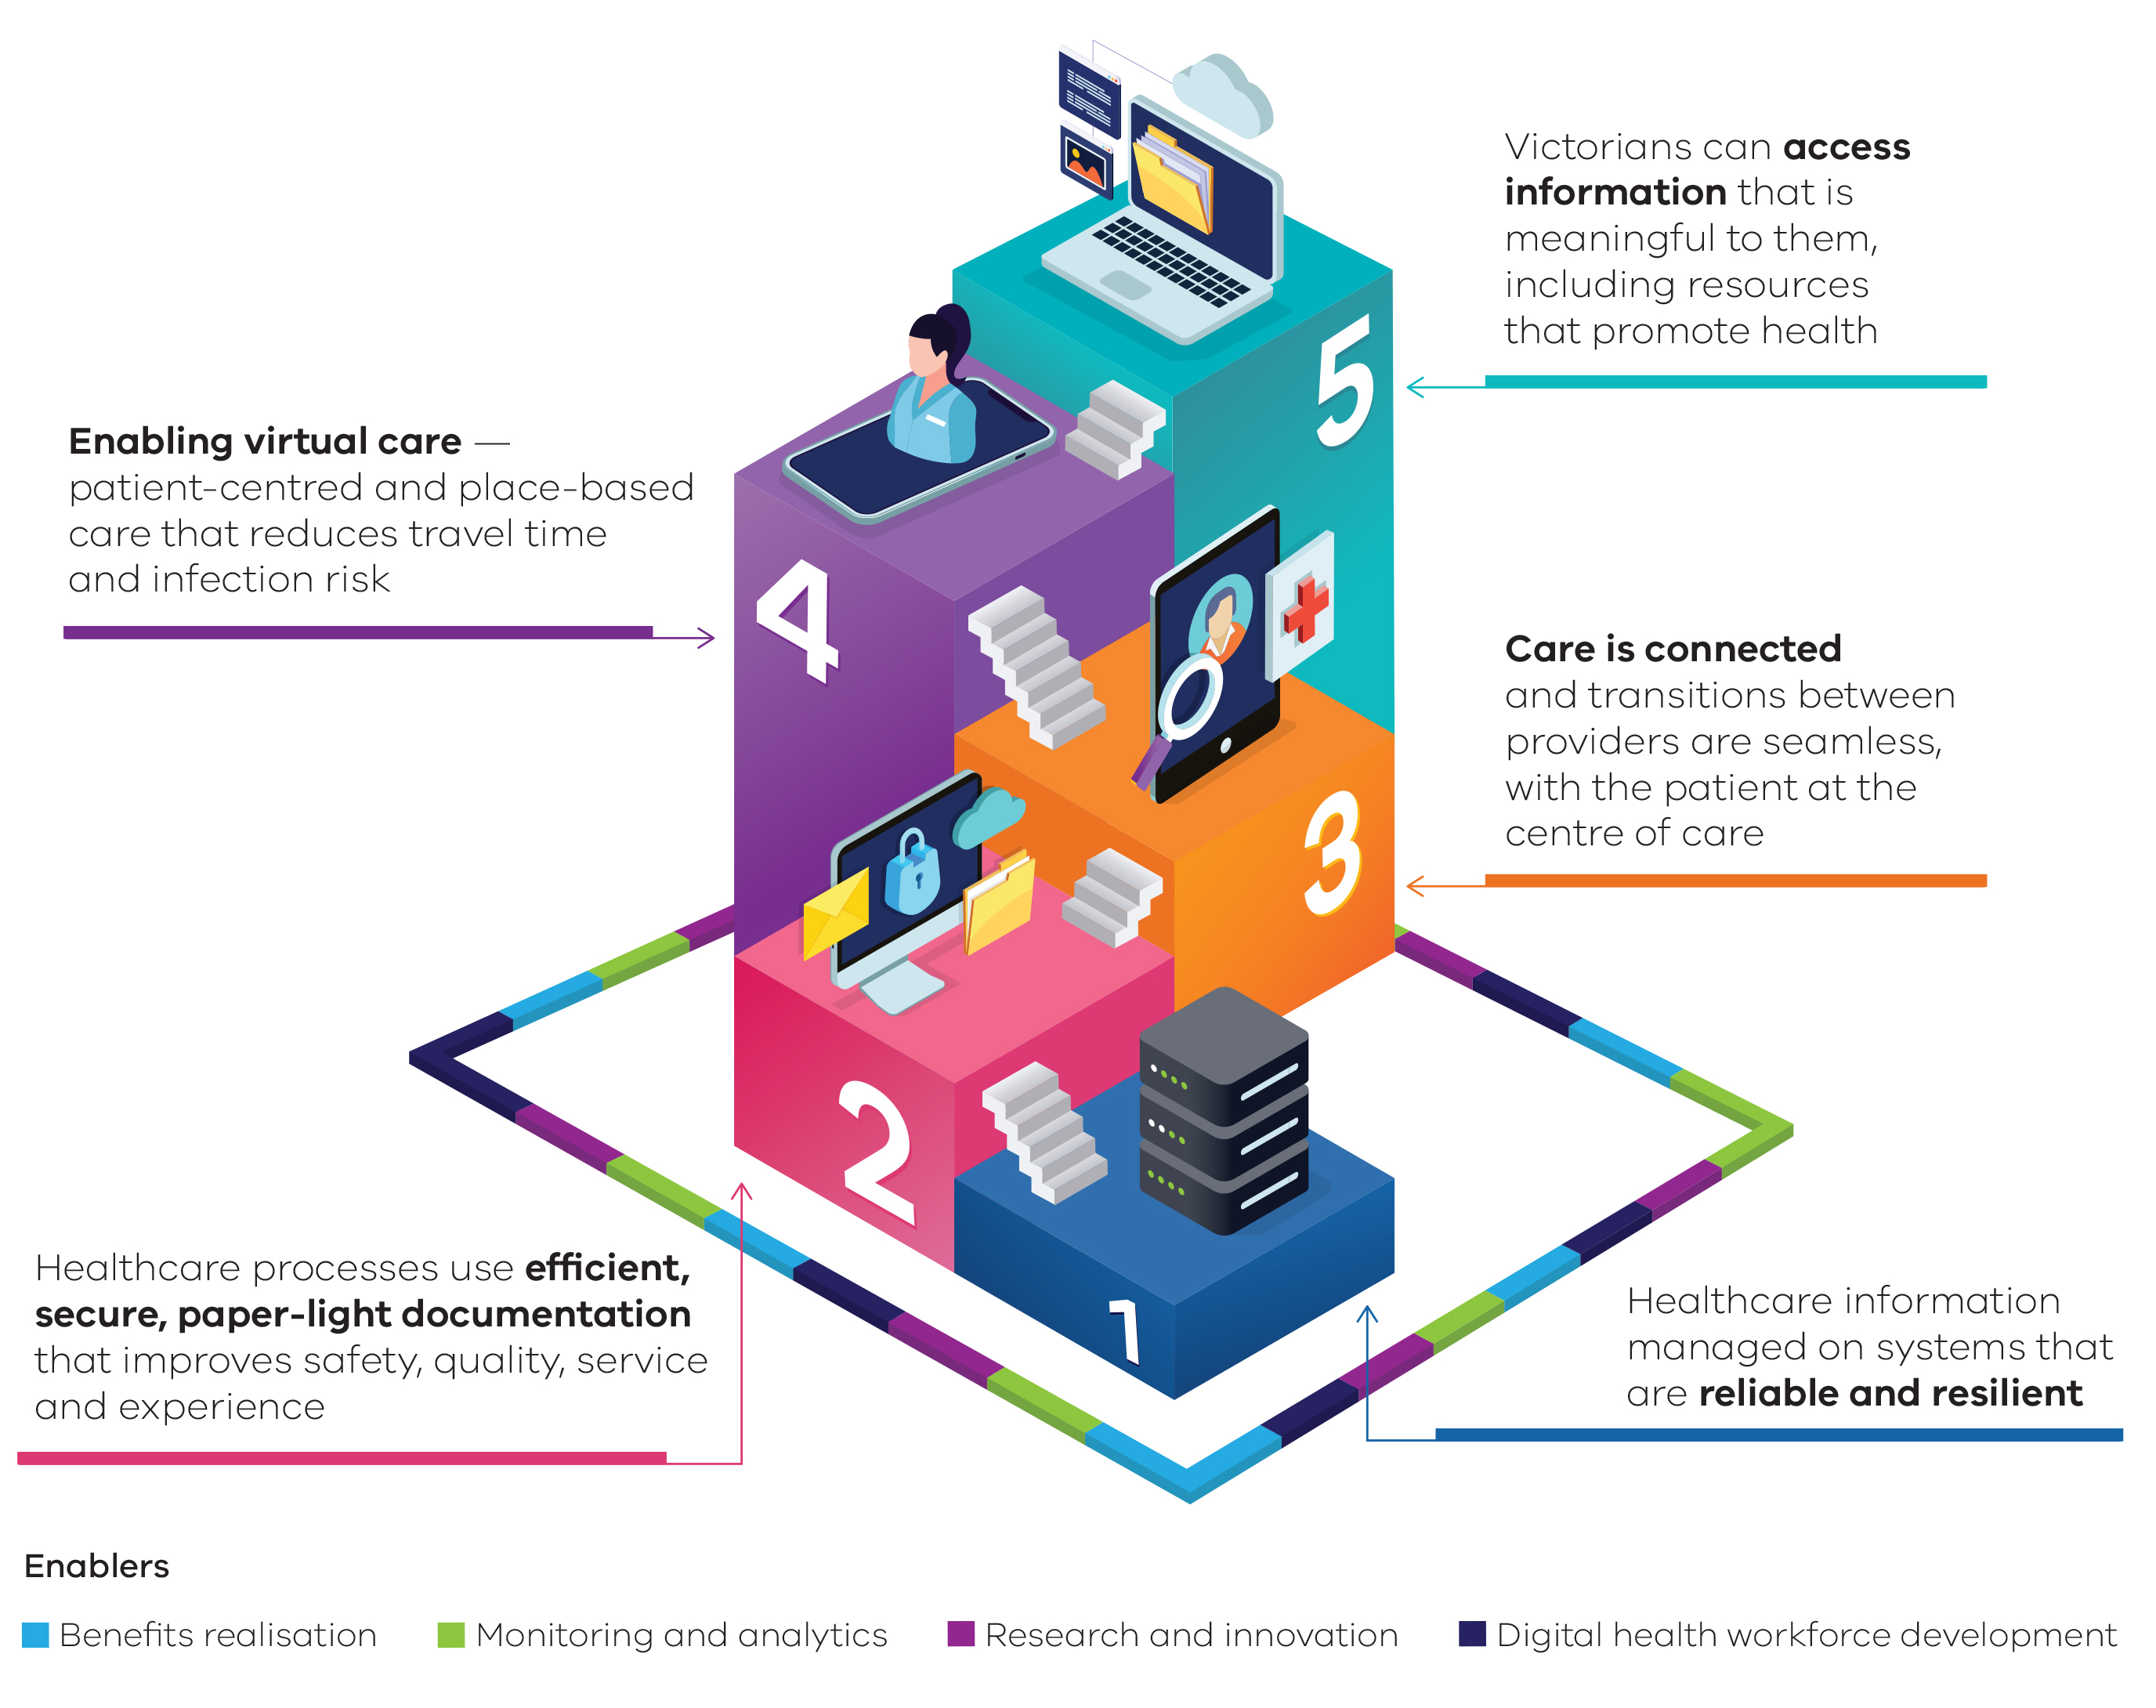 Victorians can access
information that is
meaningful to them,
including resources
that promote health
5
Enabling virtual care —
patient-centred and place-based
care that reduces travel time
and infection risk
4
Care is connected
and transitions between
providers are seamless,
with the patient at the
centre of care
3
Healthcare processes use efficient,
secure, paper-light documentation
that improves safety, quality, service
and experience
2
Healthcare information
managed on systems that
are reliable and resilient
1
Enablers
Benefits realisation
Monitoring and analytics
Research and innovation
Digital health workforce development